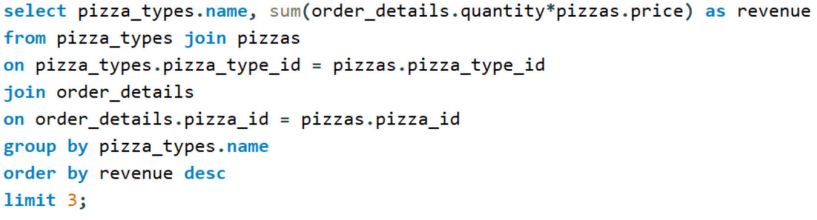 select pizza_types.name, sum(order_details.quantity*pizzas.price) as revenue
from pizza_types join pizzas
on pizza_types.pizza_type_id = pizzas.pizza_type_id
join order_details
on order_details.pizza_id = pizzas.pizza_id
group by pizza_types.name
order by revenue desc
limit 3;